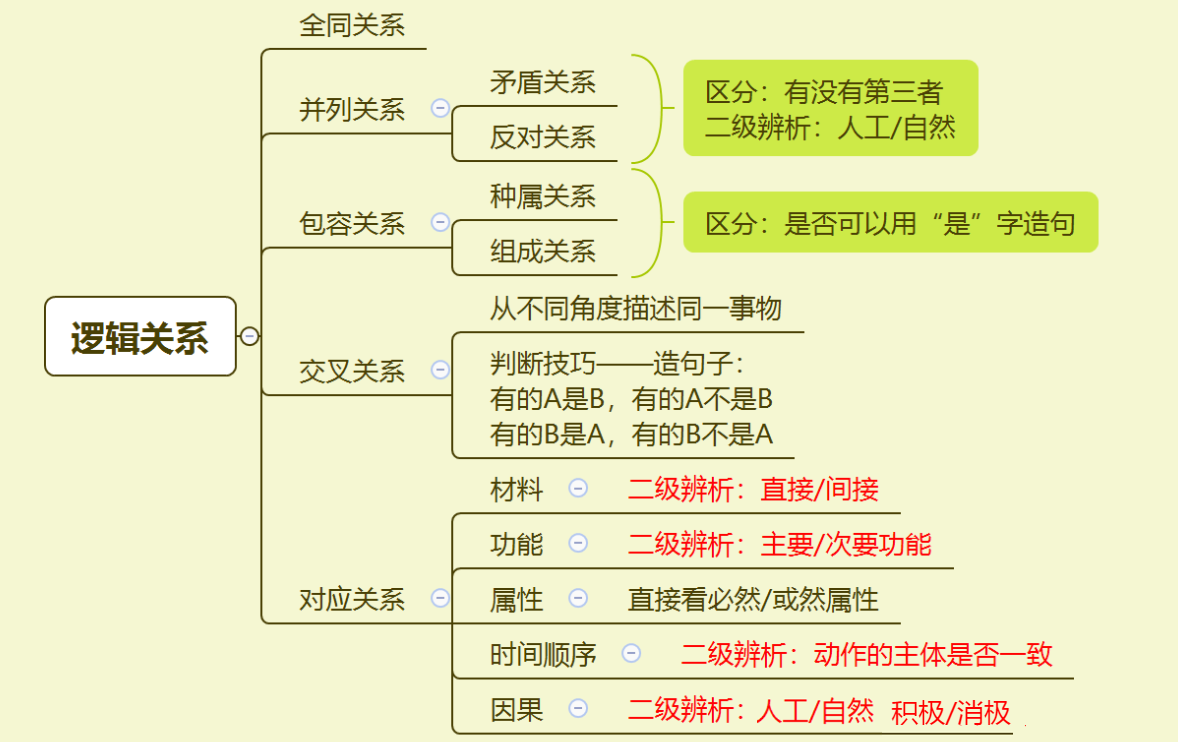 全同关系
并列关系
矛盾关系
反对关系
区分：有没有第三者
二级辨析：人工/自然
包容关系
种属关系
组成关系
区分：是否可以用“是”字造句
逻辑关系
交叉关系
从不同角度描述同一事物
判断技巧——造句子：
有的A是B，有的A不是B
有的B是A，有的B不是A
对应关系
材料 二级辨析：直接/间接
功能 二级辨析：主要/次要功能
属性 直接看必然/或然属性
时间顺序 二级辨析：动作的主体是否一致
因果 二级辨析：人工/自然 积极/消极